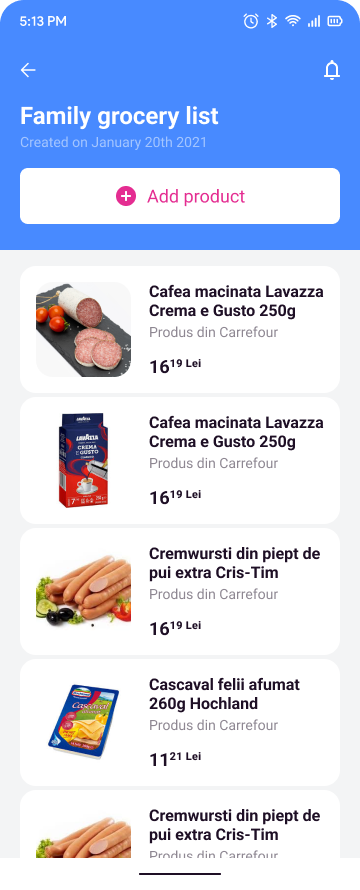 5:13 PM
Family grocery list
Created on January 20th 2021
Add product
Cafea macinata Lavazza
Crema e Gusto 250g
Produs din Carrefour
16 19 Lei
Cafea macinata Lavazza
Crema e Gusto 250g
Produs din Carrefour
16 19 Lei
LAVAZZA
CREMA
E GUSTO
Cremwursti din piept de
pui extra Cris-Tim
Produs din Carrefour
16 19 Lei
Cascaval felii afumat
260g Hochland
Produs din Carrefour
11 21 Lei
Hochland
Cascaval
Cremwursti din piept de
pui extra Cris-Tim
Produs din Carrefour